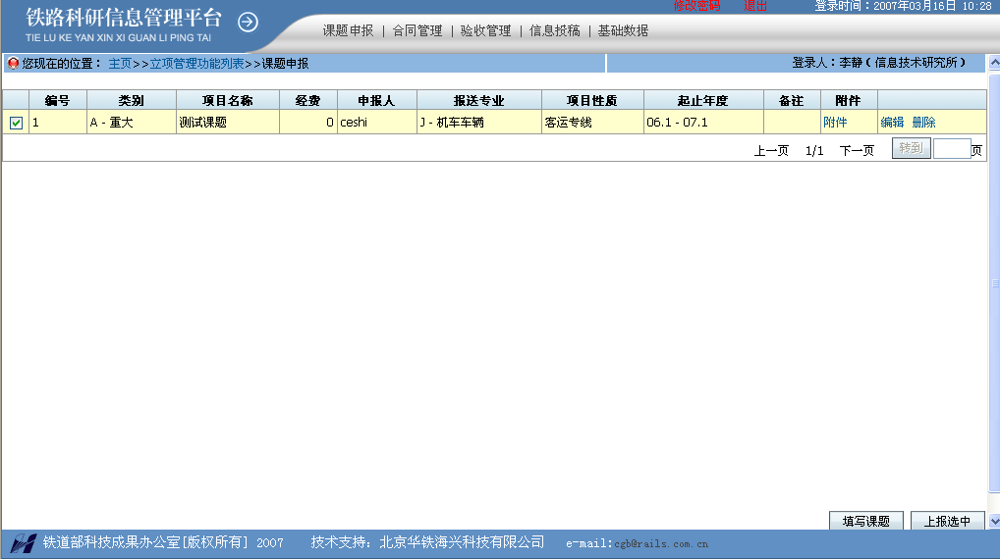 铁路科研信息管理平台
TIE LU KE YAN XIN XI GUAN LI PING TAI
修改密码 退出 登录时间：2007年03月16日 10:28
课题申报 | 合同管理 | 验收管理 | 信息投稿 | 基础数据
您现在的位置： 主页>>立项管理功能列表>>课题申报 登录人：李静（信息技术研究所）
编号 类别 项目名称 经费 申报人 报送专业 项目性质 起止年度 备注 附件
1 A - 重大 测试课题 0 ceshi J - 机车车辆 客运专线 06.1 - 07.1 附件 编辑 删除
上一页 1/1 下一页 转到 页
填写课题 上报选中
铁道部科技成果办公室[版权所有] 2007 技术支持：北京华铁海兴科技有限公司 e-mail:cgb@rails.com.cn